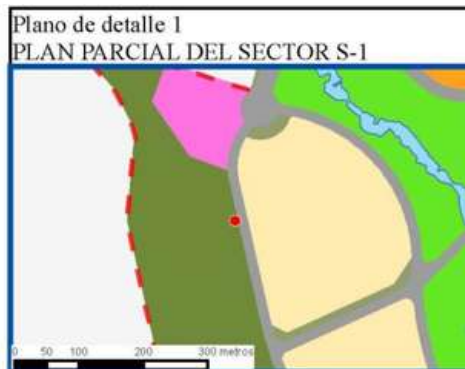 Plano de detalle 1
PLAN PARCIAL DEL SECTOR S-1
0 50 100 200 300 metros